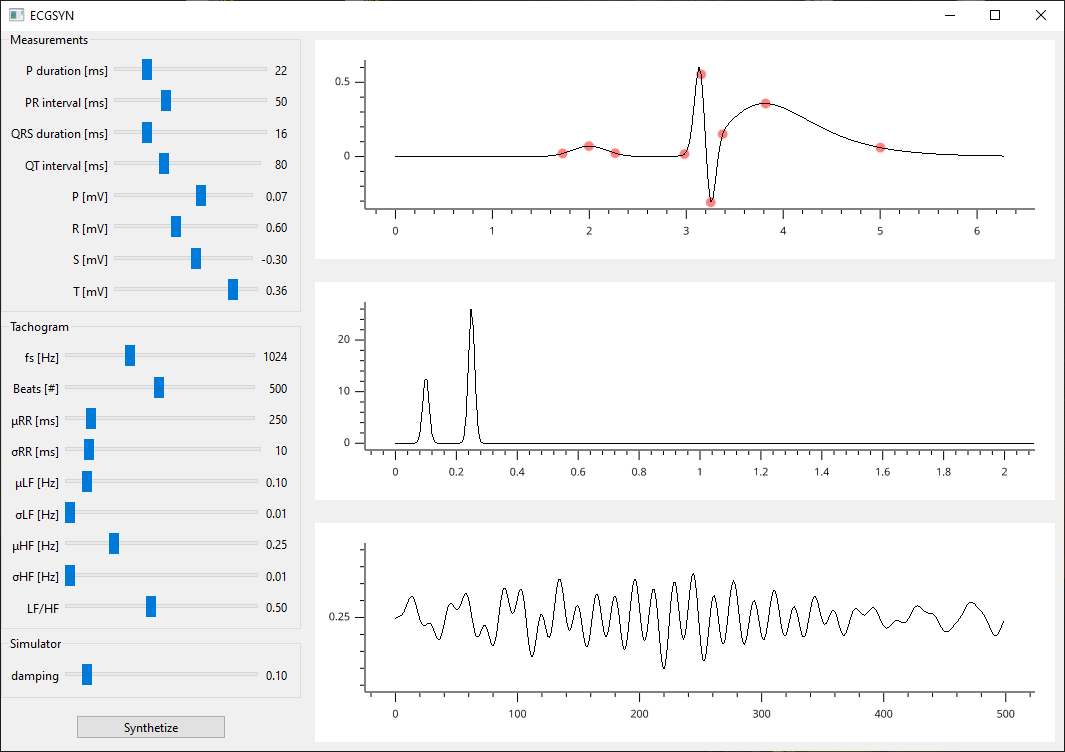 ECGSYN
Measurements
P duration [ms] 22
PR interval [ms] 50
QRS duration [ms] 16
QT interval [ms] 80
P [mV] 0.07
R [mV] 0.60
S [mV] -0.30
T [mV] 0.36
Tachogram
fs [Hz] 1024
Beats [#] 500
μRR [ms] 250
σRR [ms] 10
μLF [Hz] 0.10
σLF [Hz] 0.01
μHF [Hz] 0.25
σHF [Hz] 0.01
LF/HF 0.50
Simulator
damping 0.10
Synthetize
0.5
0
0 1 2 3 4 5 6
20
10
0
0 0.2 0.4 0.6 0.8 1 1.2 1.4 1.6 1.8 2
0.25
0 100 200 300 400 500